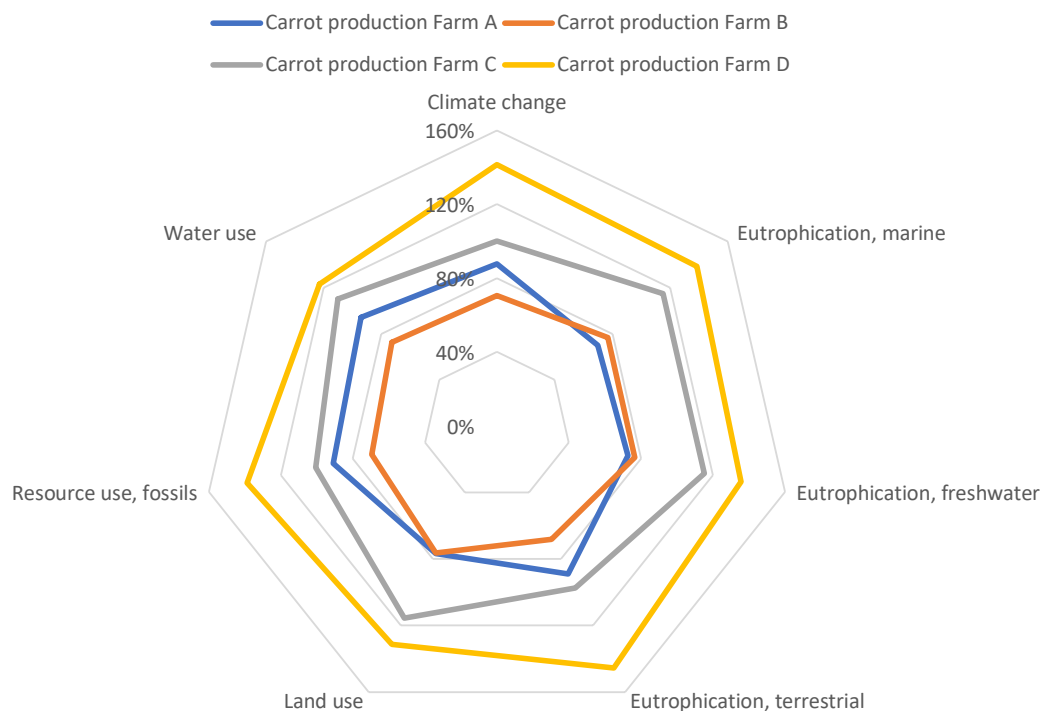 Carrot production Farm A
Carrot production Farm B
Carrot production Farm C
Carrot production Farm D
Climate change
160%
120%
80%
40%
0%
Water use
Eutrophication, marine
Resource use, fossils
Eutrophication, freshwater
Land use
Eutrophication, terrestrial